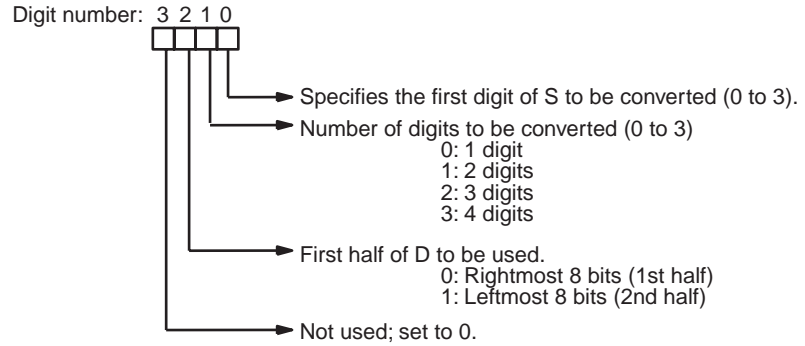 Digit number: 3 2 1 0
Specifies the first digit of S to be converted (0 to 3).
Number of digits to be converted (0 to 3)
0: 1 digit
1: 2 digits
2: 3 digits
3: 4 digits
First half of D to be used.
0: Rightmost 8 bits (1st half)
1: Leftmost 8 bits (2nd half)
Not used; set to 0.